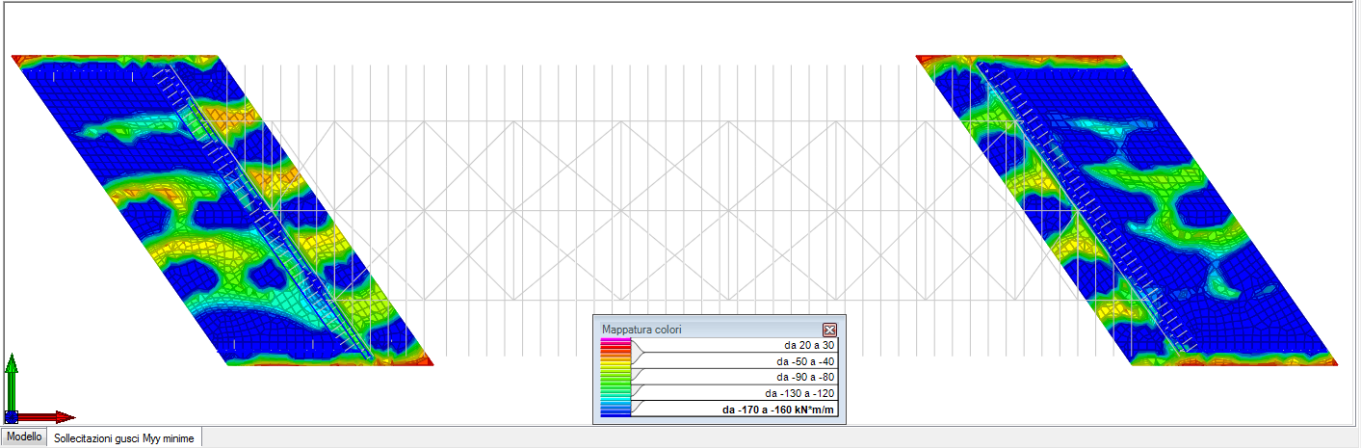 Mappatura colori
da 20 a 30
da -50 a -40
da -90 a -80
da -130 a -120
da -170 a -160 kN*m/m
Modello Sollecitazioni gusci Myy minime